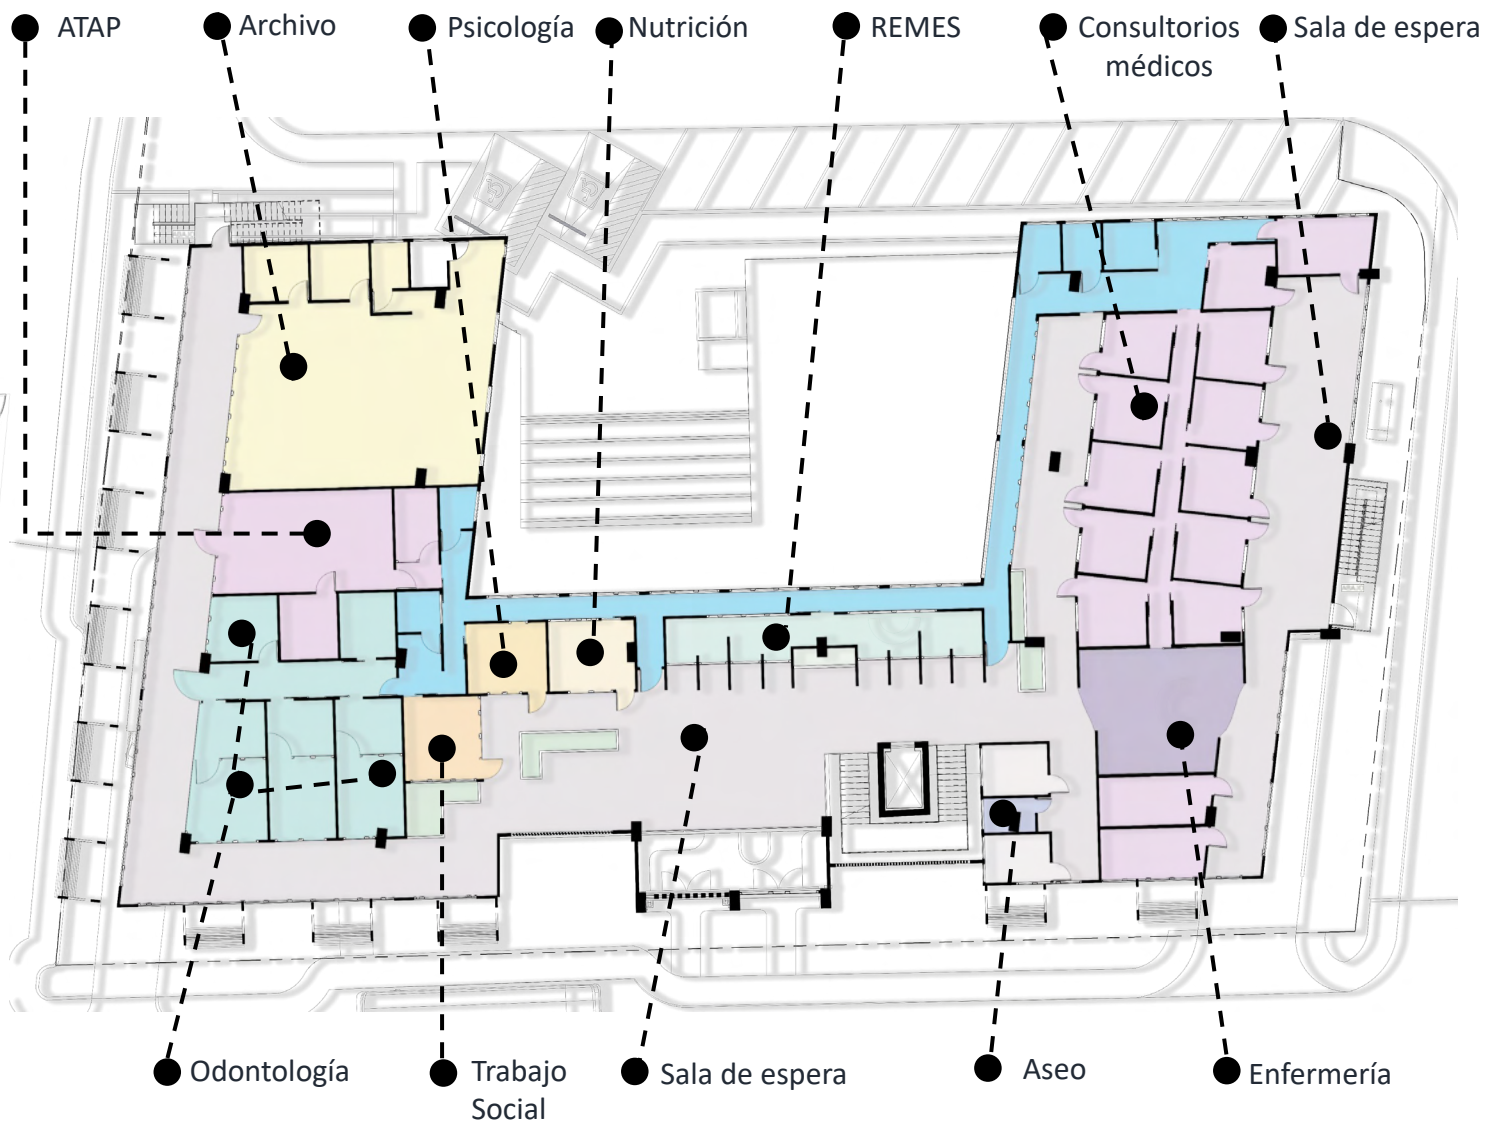 ATAP
Archivo
Psicología
Nutrición
REMES
Consultorios
médicos
Sala de espera
Odontología
Trabajo
Social
Sala de espera
Aseo
Enfermería